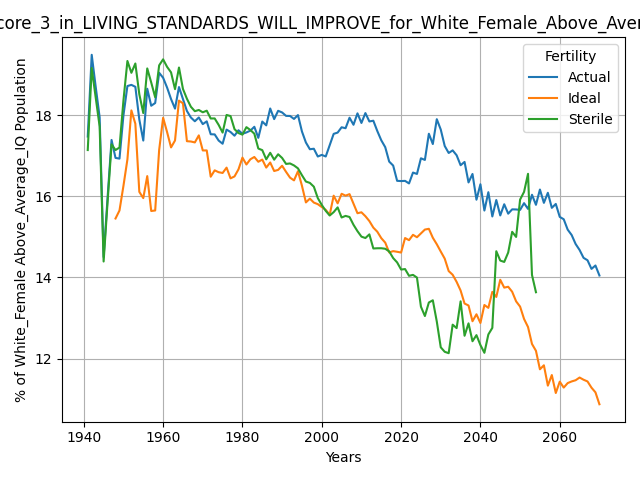 core_3_in_LIVING_STANDARDS_WILL_IMPROVE_for_White_Female_Above_Aver
% of White_Female Above_Average_IQ Population
18
16
14
12
Fertility
Actual
Ideal
Sterile
1940 1960 1980 2000 2020 2040 2060
Years